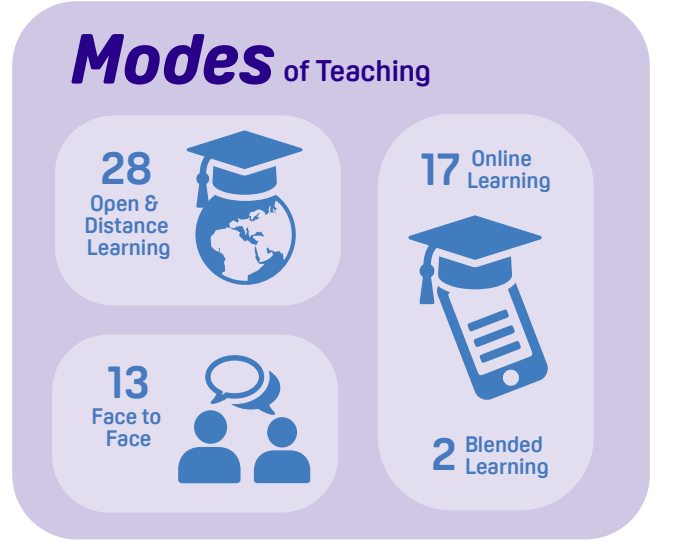 Modes of Teaching
28
Open &
Distance
Learning
13
Face to
Face
17 Online
Learning
2 Blended
Learning